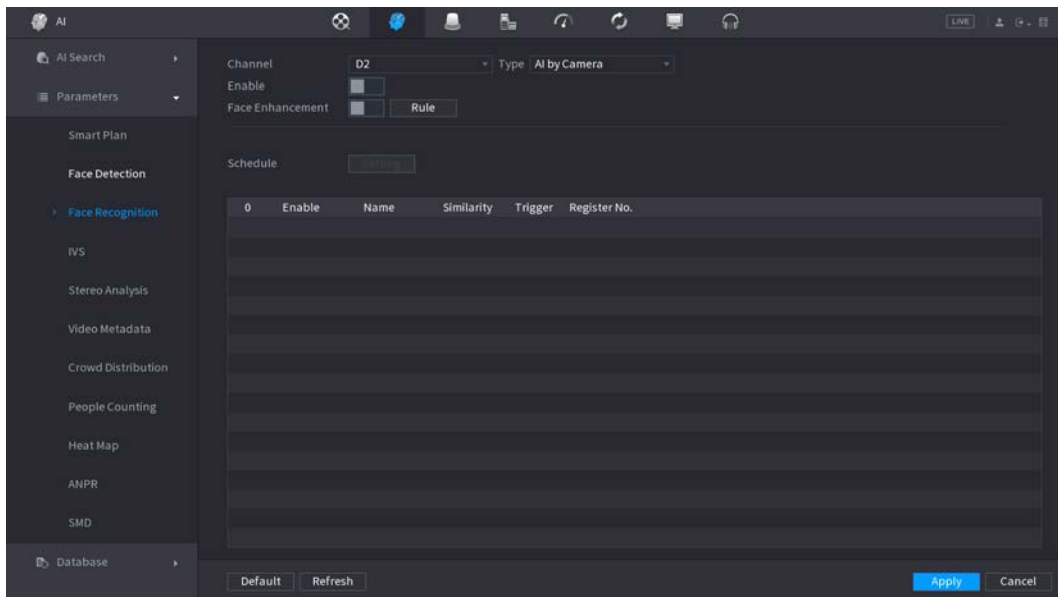 AI
LIVE
AI Search
Parameters
Smart Plan
Face Detection
Face Recognition
IVS
Stereo Analysis
Video Metadata
Crowd Distribution
People Counting
Heat Map
ANPR
SMD
Database
Channel D2 Type AI by Camera
Enable
Face Enhancement Rule
Schedule Setting
0 Enable Name Similarity Trigger Register No.
Default Refresh Apply Cancel